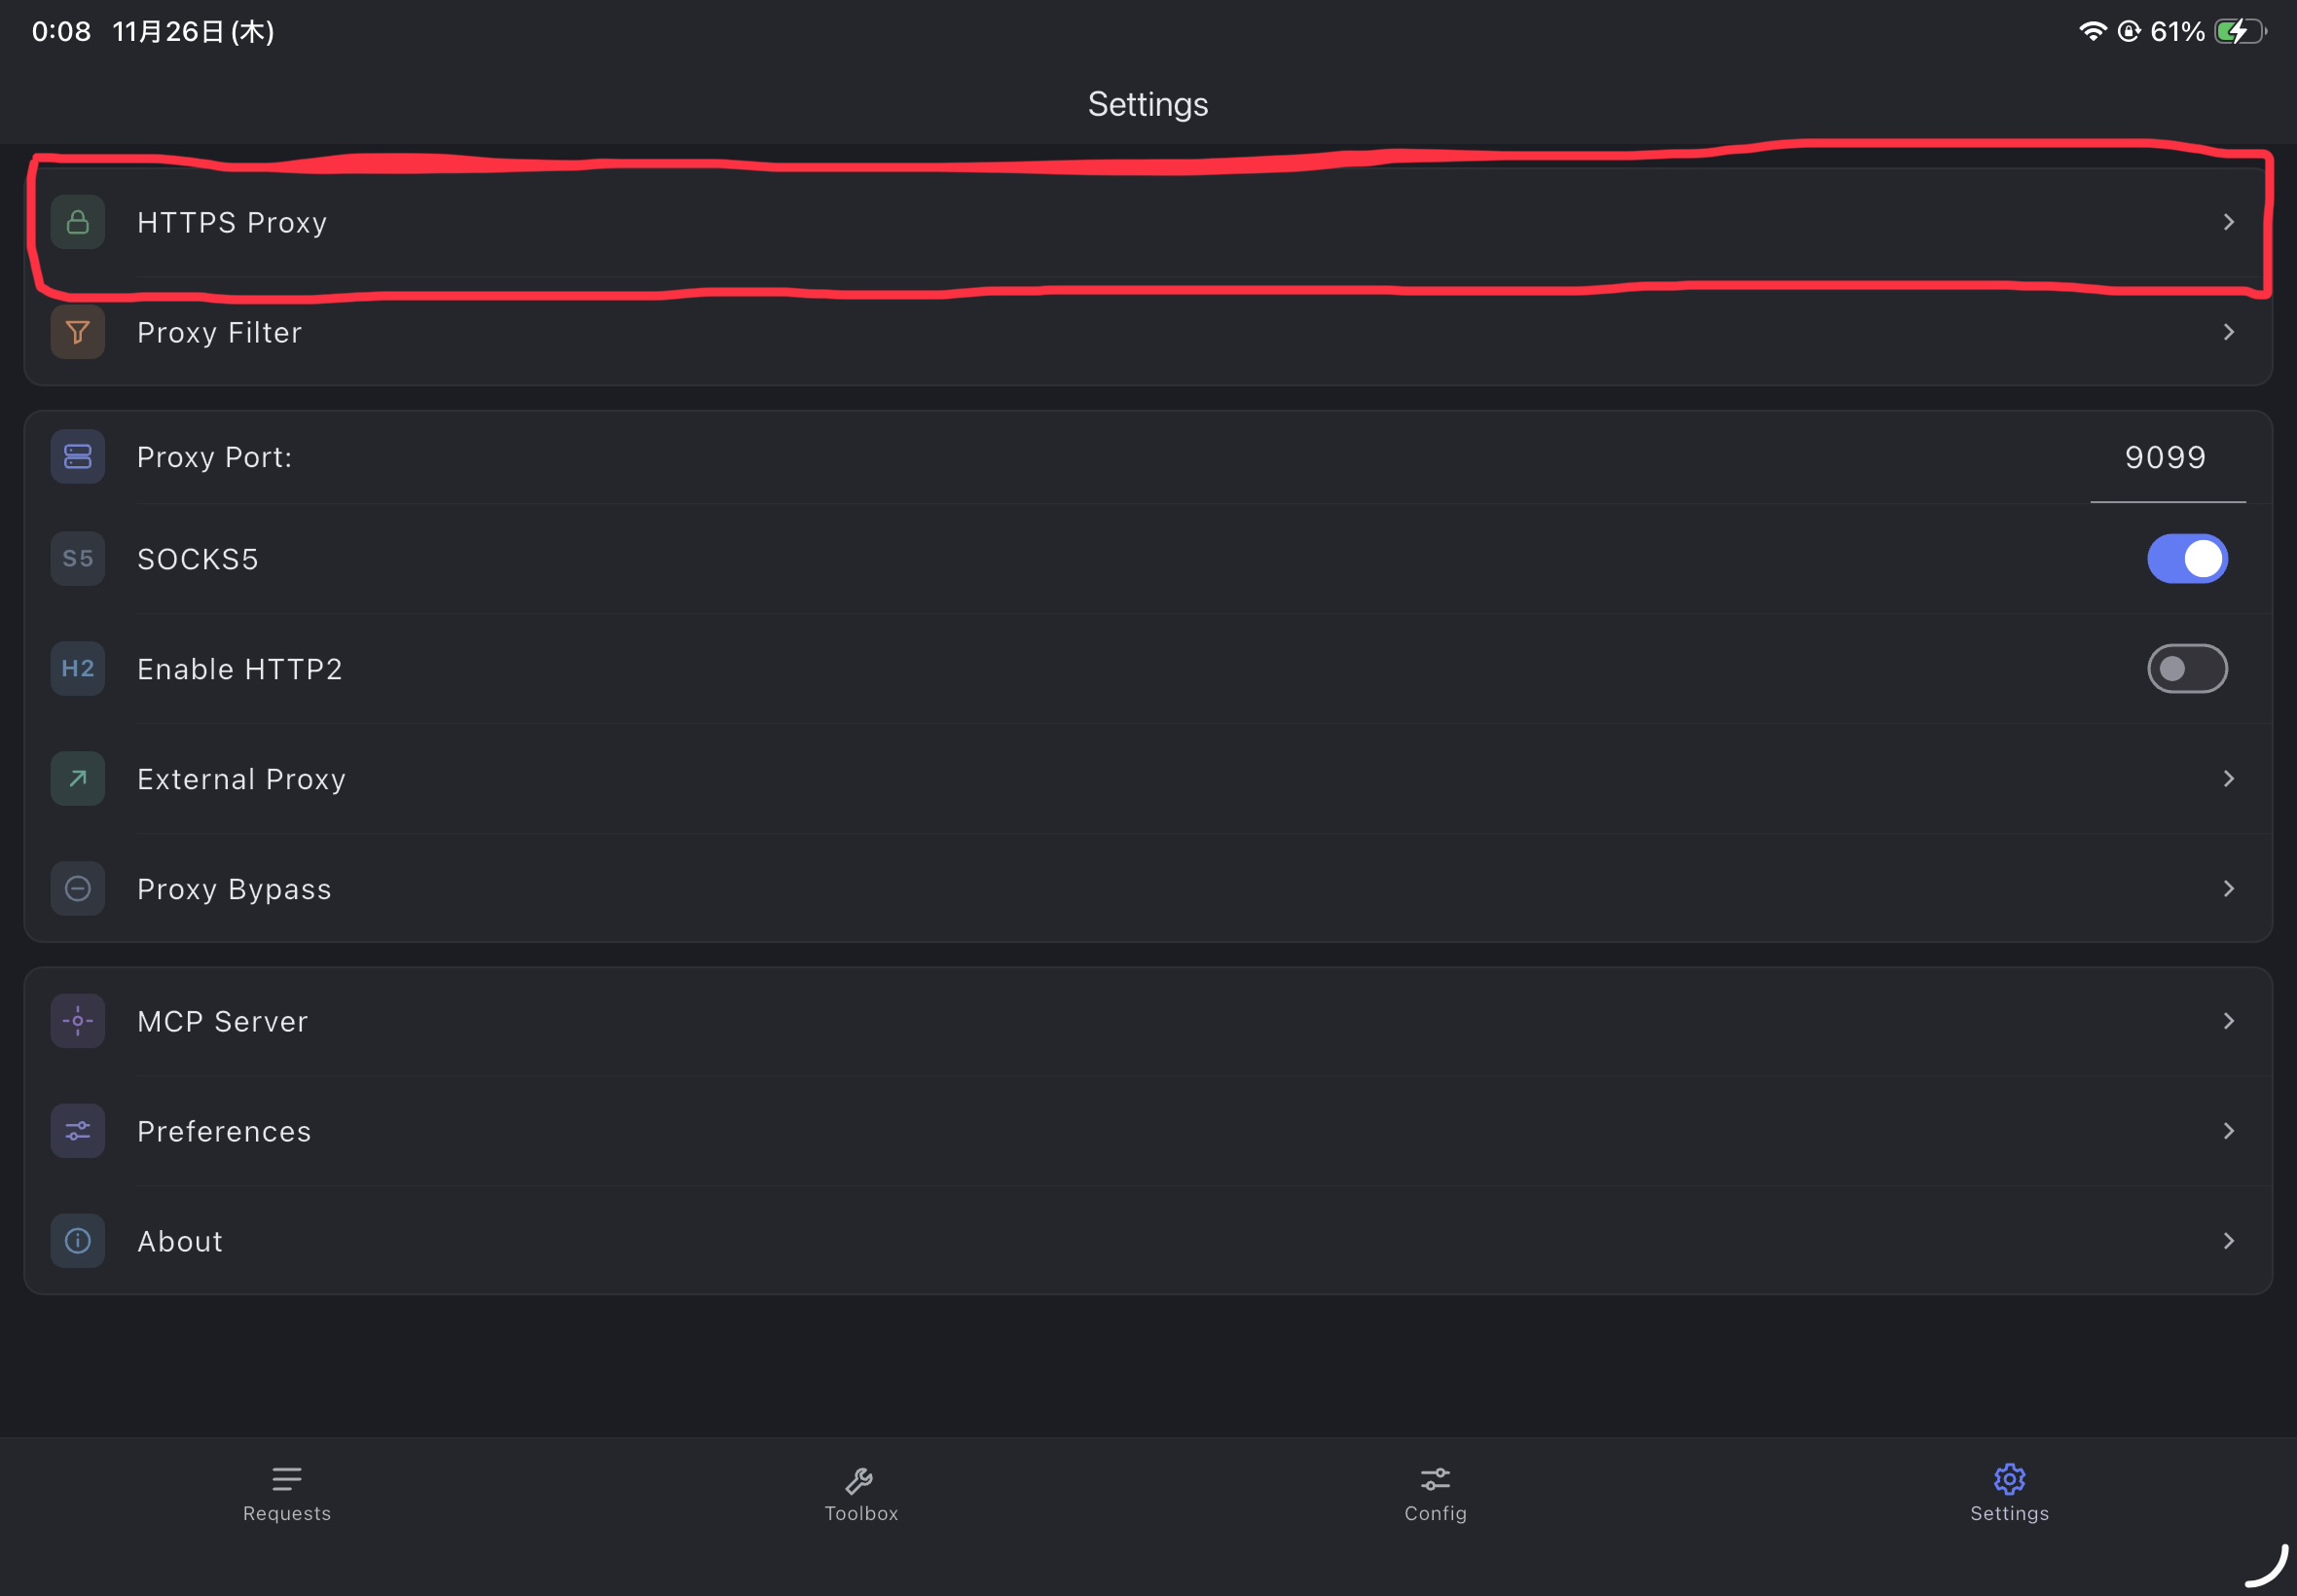 0:08 11月26日(木) 61%
Settings
HTTPS Proxy
Proxy Filter
Proxy Port: 9099
S5 SOCKS5
H2 Enable HTTP2
External Proxy
Proxy Bypass
MCP Server
Preferences
About
Requests Toolbox Config Settings